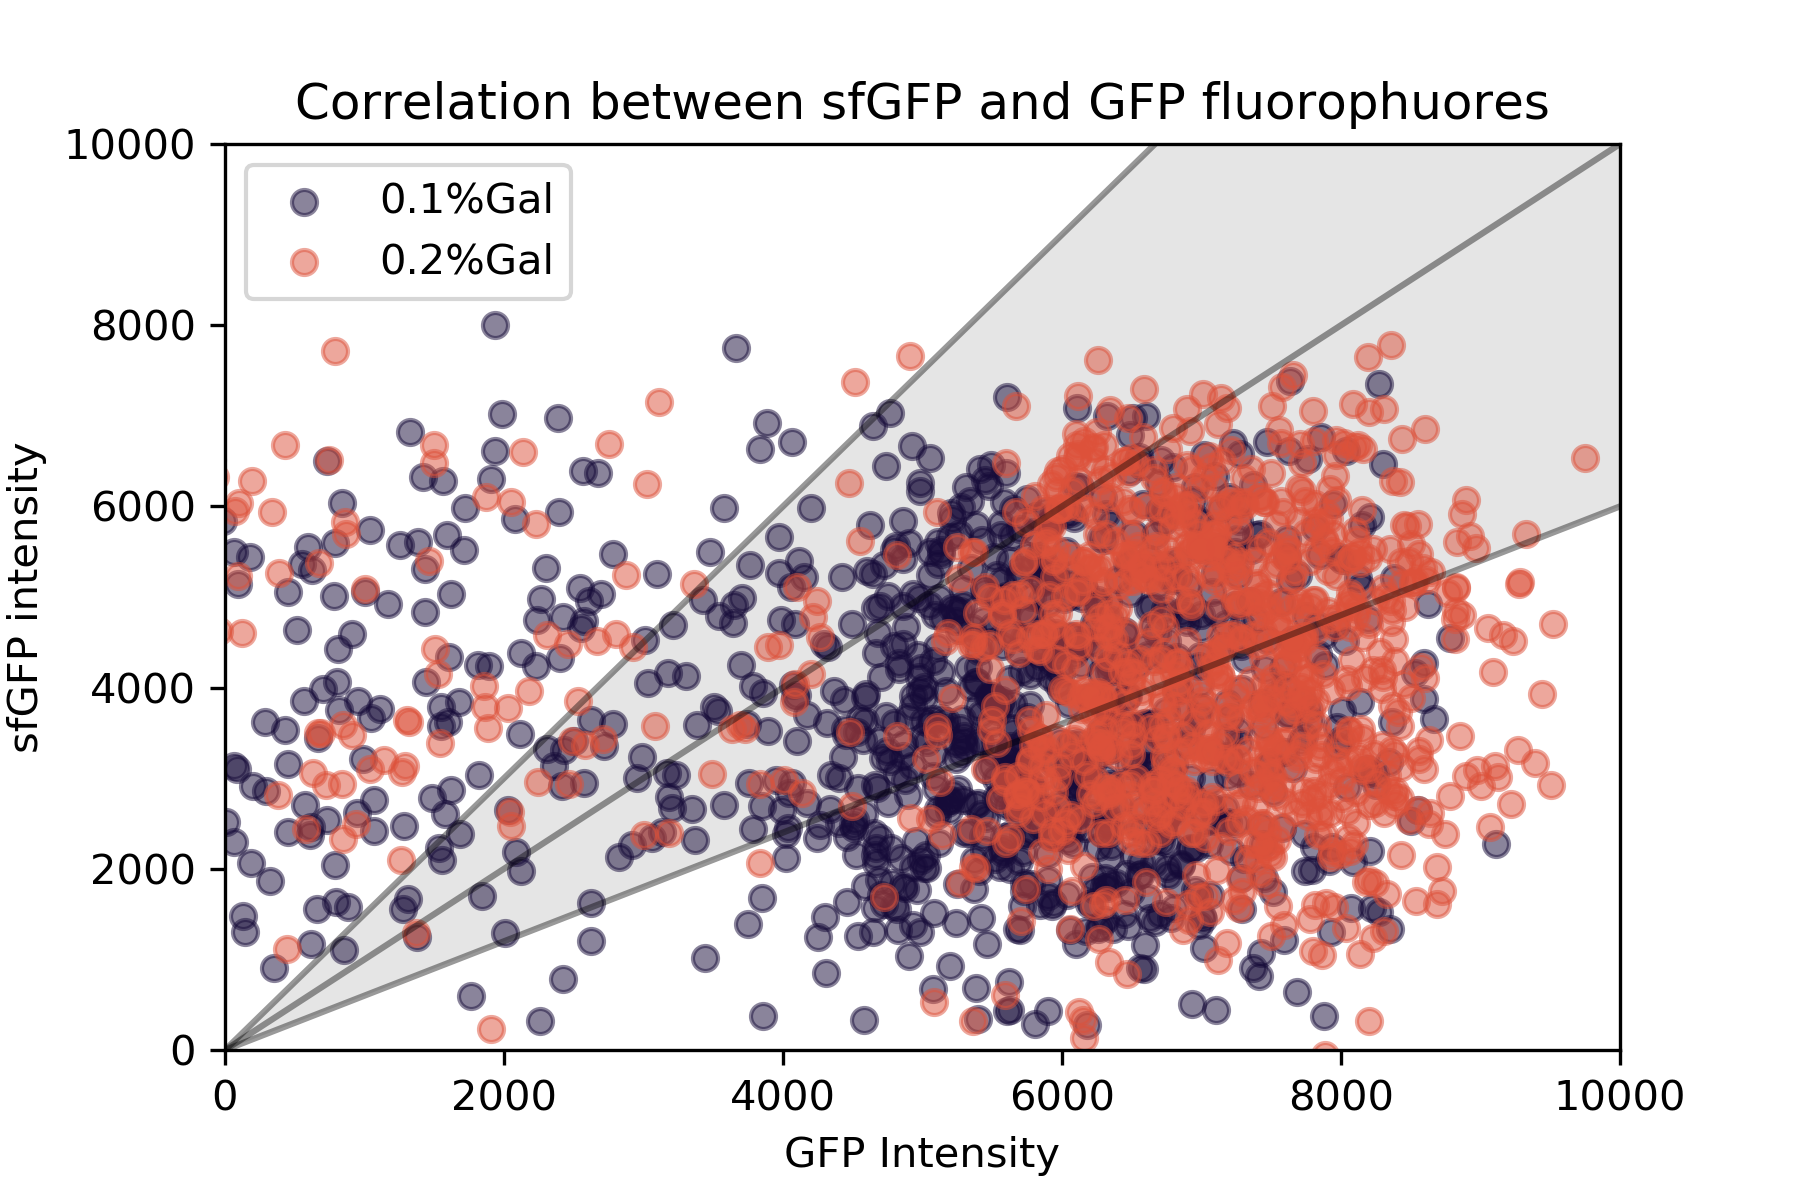 Correlation between sfGFP and GFP fluorophuores
10000
8000
6000
4000
2000
0
sfGFP intensity
0.1%Gal
0.2%Gal
0 2000 4000 6000 8000 10000
GFP Intensity